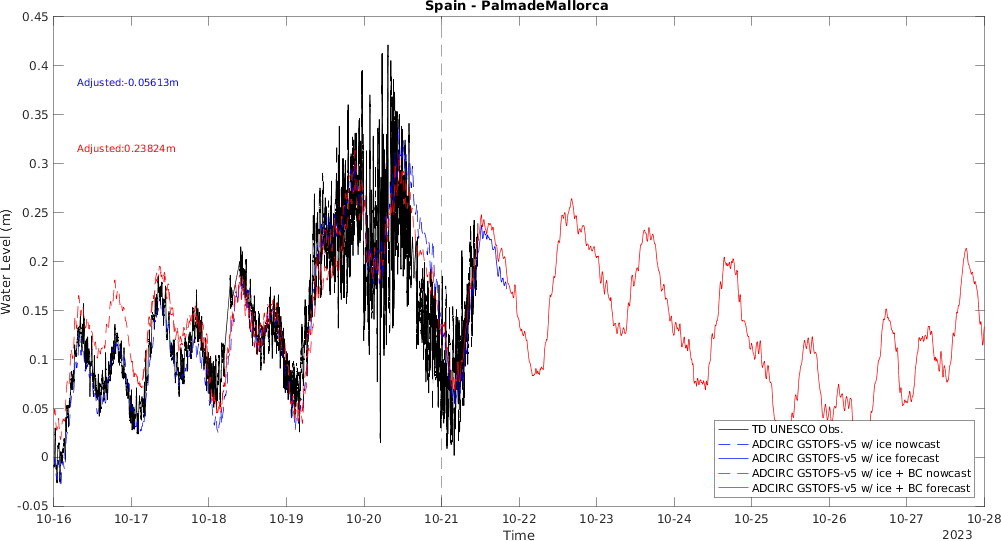 Spain - PalmadeMallorca
0.45
0.4
0.35
0.3
0.25
0.2
0.15
0.1
0.05
0
-0.05
Water Level (m)
Adjusted:-0.05613m
Adjusted:0.23824m
TD UNESCO Obs.
ADCIRC GSTOFS-v5 w/ ice nowcast
ADCIRC GSTOFS-v5 w/ ice forecast
ADCIRC GSTOFS-v5 w/ ice + BC nowcast
ADCIRC GSTOFS-v5 w/ ice + BC forecast
10-16 10-17 10-18 10-19 10-20 10-21 10-22 10-23 10-24 10-25 10-26 10-27 10-28
Time
2023